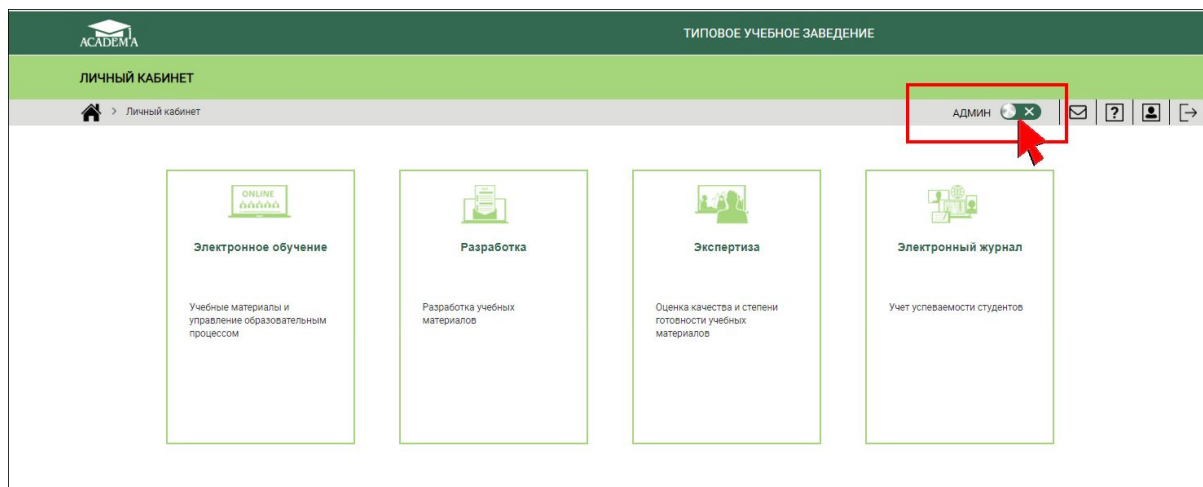 ACADEM'A
ТИПОВОЕ УЧЕБНОЕ ЗАВЕДЕНИЕ
ЛИЧНЫЙ КАБИНЕТ
> Личный кабинет
АДМИН
?
ONLINE
Электронное обучение
Разработка
Экспертиза
Электронный журнал
Учебные материалы и
управление образовательным
процессом
Разработка учебных
материалов
Оценка качества и степени
готовности учебных
материалов
Учет успеваемости студентов